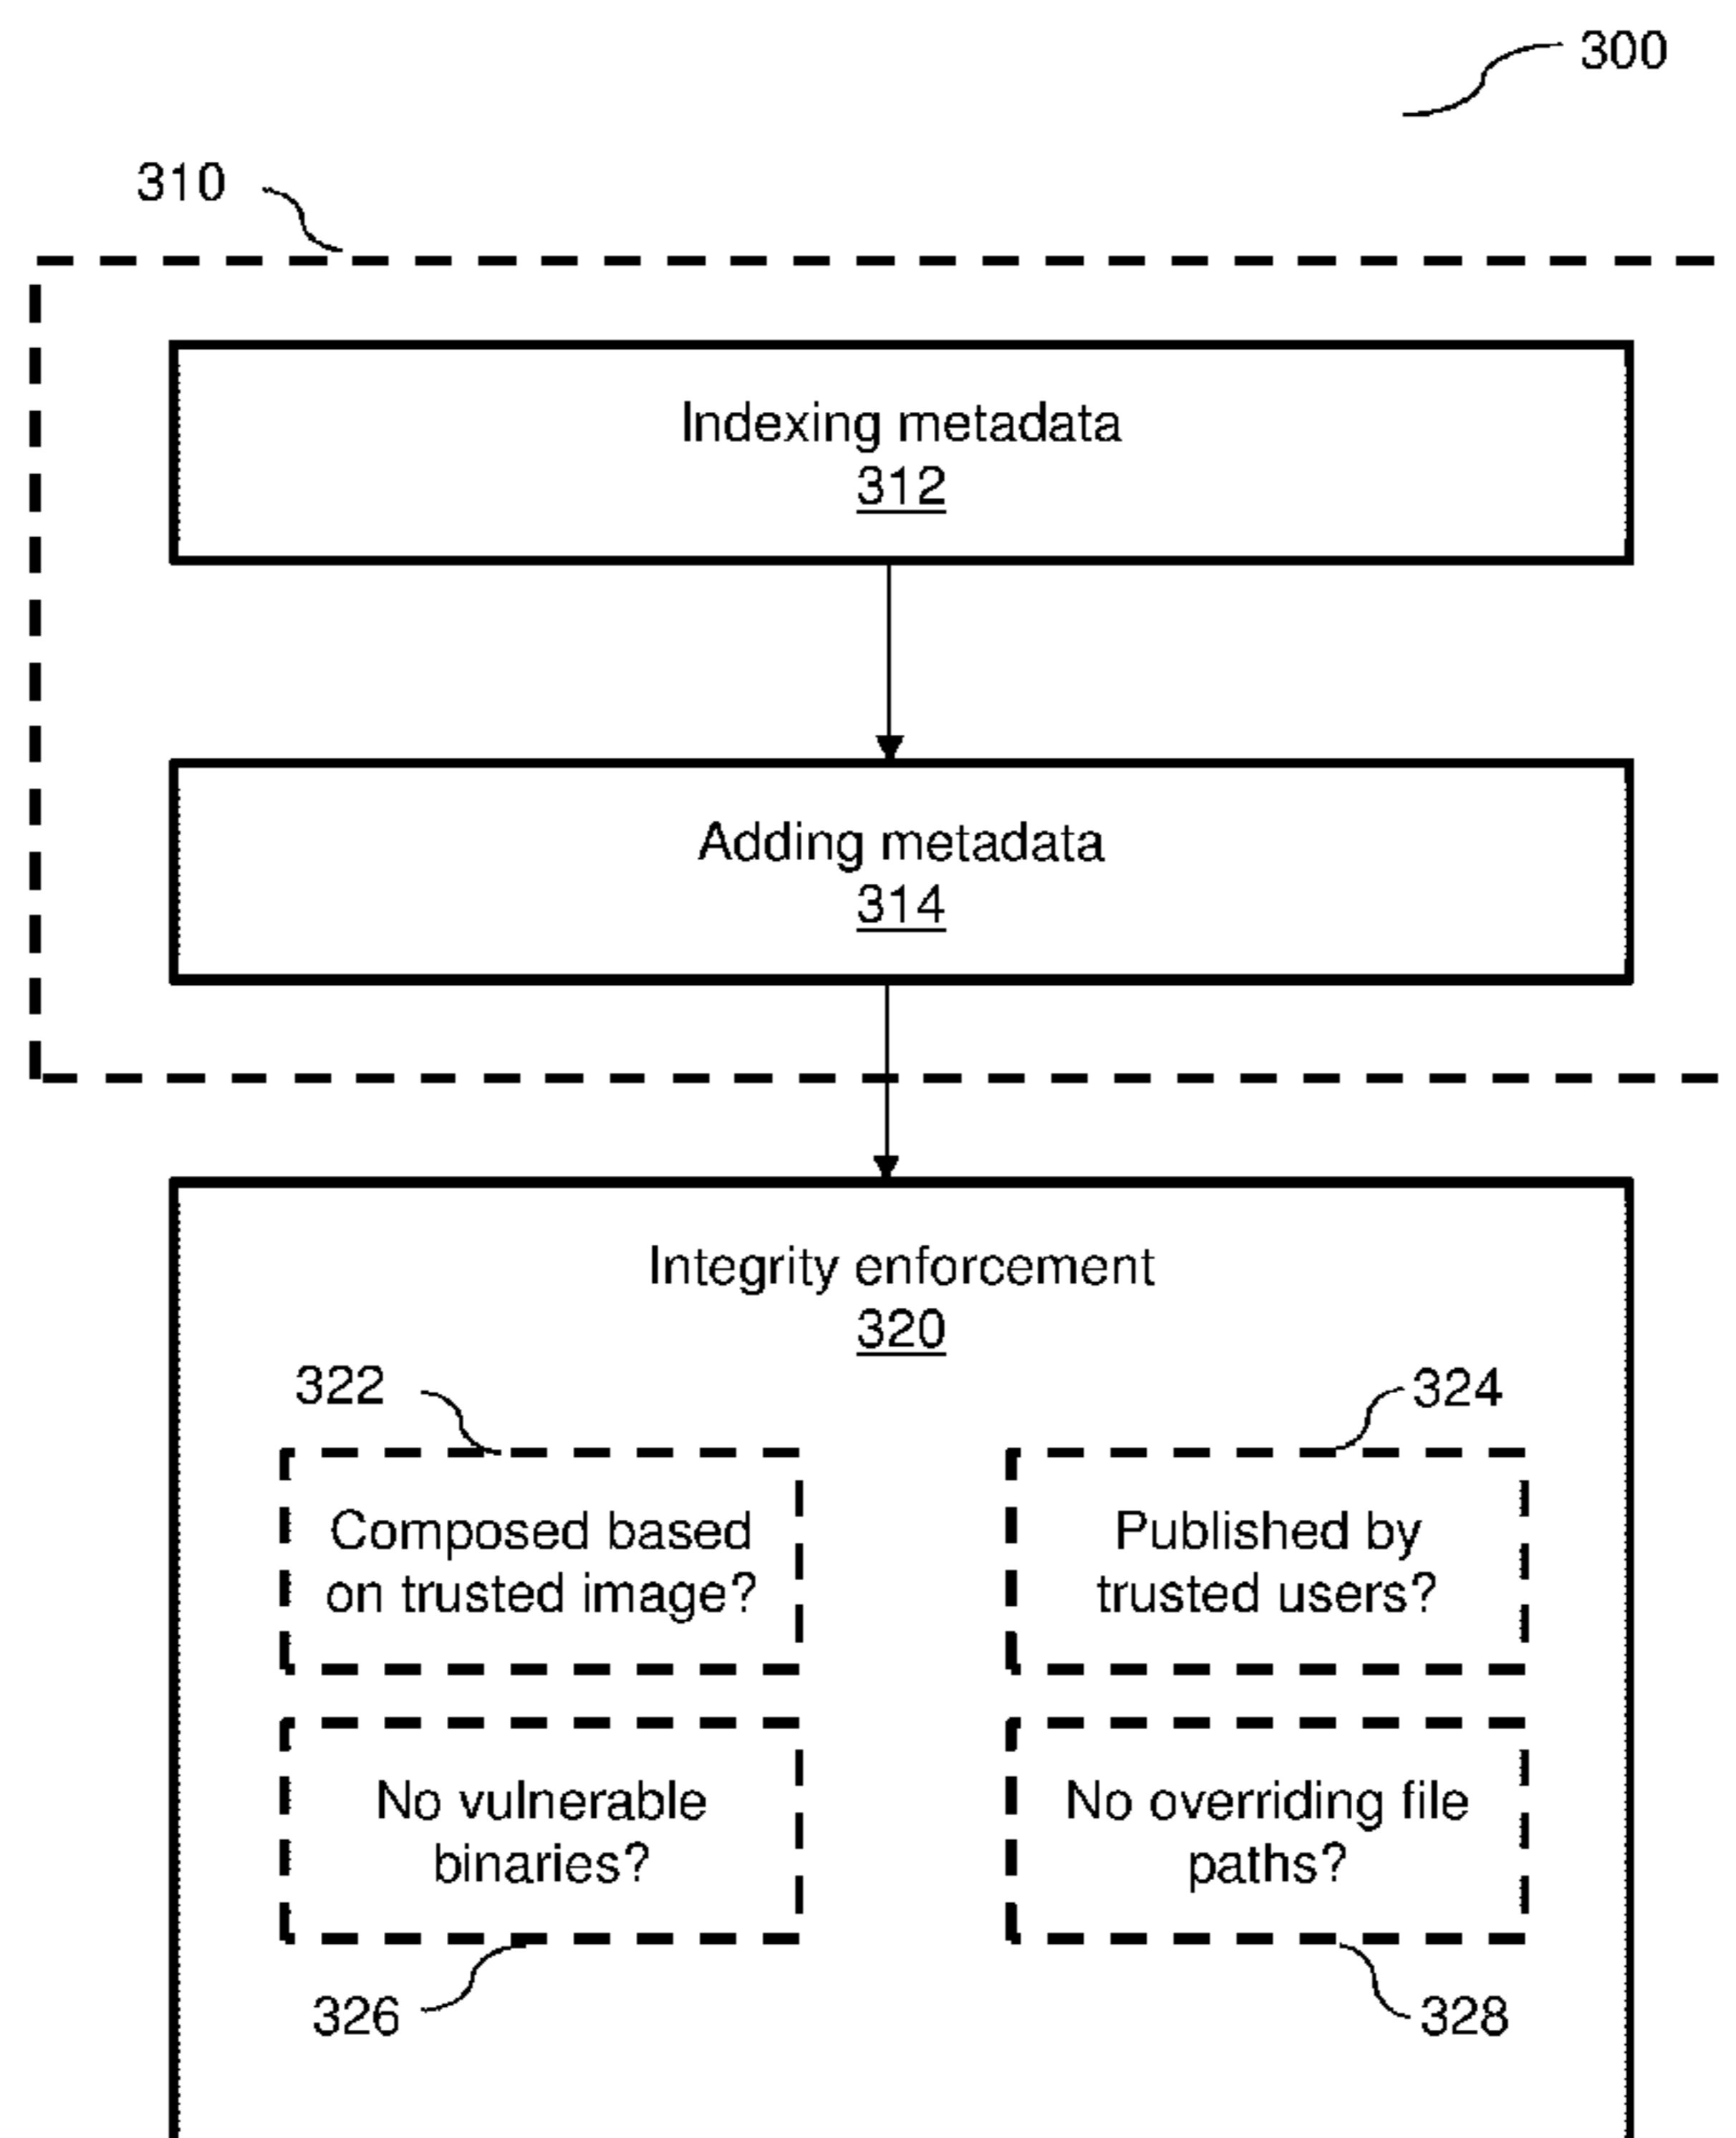 300
310
Indexing metadata
312
Adding metadata
314
Integrity enforcement
320
322
324
Composed based
on trusted image?
Published by
trusted users?
No vulnerable
binaries?
No overriding file
paths?
326
328